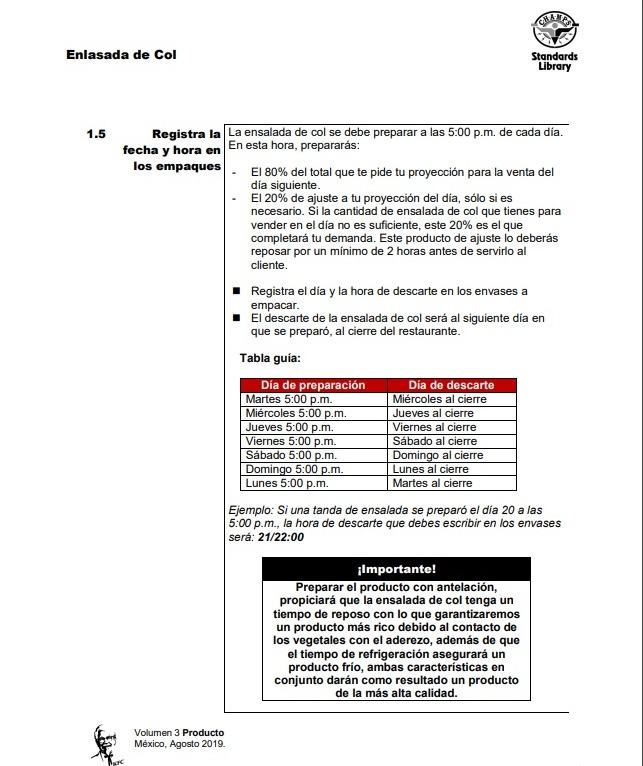 CHAMPS
Enlasada de Col
Standards
Library
1.5 Registra la
fecha y hora en
los empaques
La ensalada de col se debe preparar a las 5:00 p.m. de cada día.
En esta hora, prepararás:
- El 80% del total que te pide tu proyección para la venta del
día siguiente.
- El 20% de ajuste a tu proyección del día, sólo si es
necesario. Si la cantidad de ensalada de col que tienes para
vender en el día no es suficiente, este 20% es el que
completará tu demanda. Este producto de ajuste lo deberás
reposar por un mínimo de 2 horas antes de servirlo al
cliente.
■ Registra el día y la hora de descarte en los envases a
empacar.
■ El descarte de la ensalada de col será al siguiente día en
que se preparó, al cierre del restaurante.
Tabla guía:
Día de preparación Día de descarte
Martes 5:00 p.m. Miércoles al cierre
Miércoles 5:00 p.m. Jueves al cierre
Jueves 5:00 p.m. Viernes al cierre
Viernes 5:00 p.m. Sábado al cierre
Sábado 5:00 p.m. Domingo al cierre
Domingo 5:00 p.m. Lunes al cierre
Lunes 5:00 p.m. Martes al cierre
Ejemplo: Si una tanda de ensalada se preparó el día 20 a las
5:00 p.m., la hora de descarte que debes escribir en los envases
será: 21/22:00
¡Importante!
Preparar el producto con antelación,
propiciará que la ensalada de col tenga un
tiempo de reposo con lo que garantizaremos
un producto más rico debido al contacto de
los vegetales con el aderezo, además de que
el tiempo de refrigeración asegurará un
producto frío, ambas características en
conjunto darán como resultado un producto
de la más alta calidad.
Volumen 3 Producto
México, Agosto 2019.
KFC